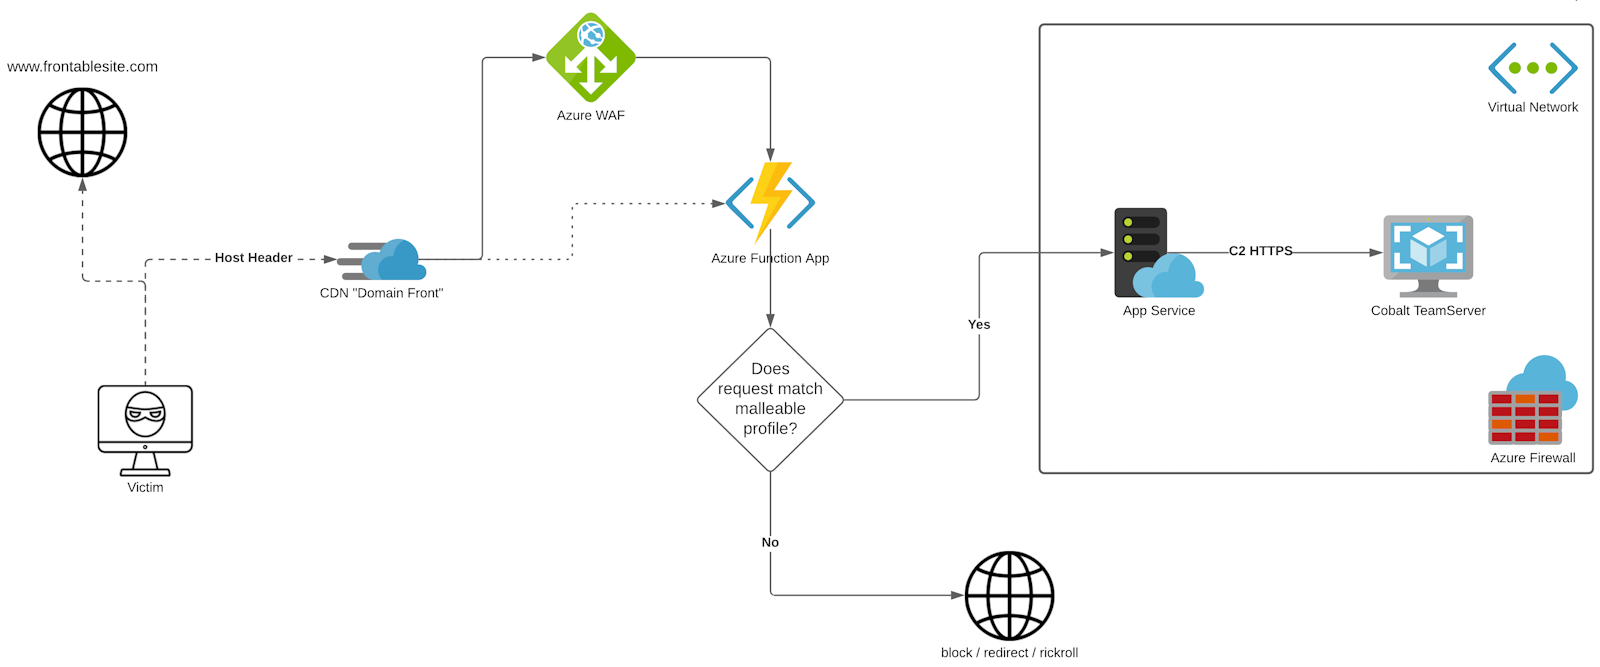 www.frontablesite.com
Azure WAF
Virtual Network
Host Header
CDN "Domain Front"
Azure Function App
C2 HTTPS
App Service
Cobalt TeamServer
Yes
Does
request match
malleable
profile?
Azure Firewall
Victim
No
block / redirect / rickroll